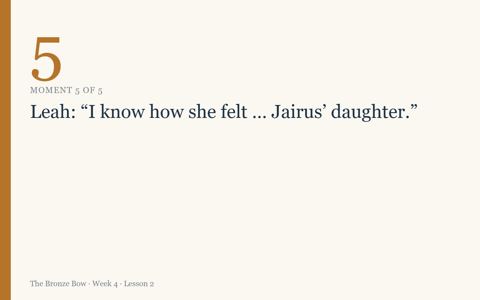 5
MOMENT 5 OF 5
Leah: “I know how she felt … Jairus’ daughter.”
The Bronze Bow · Week 4 · Lesson 2